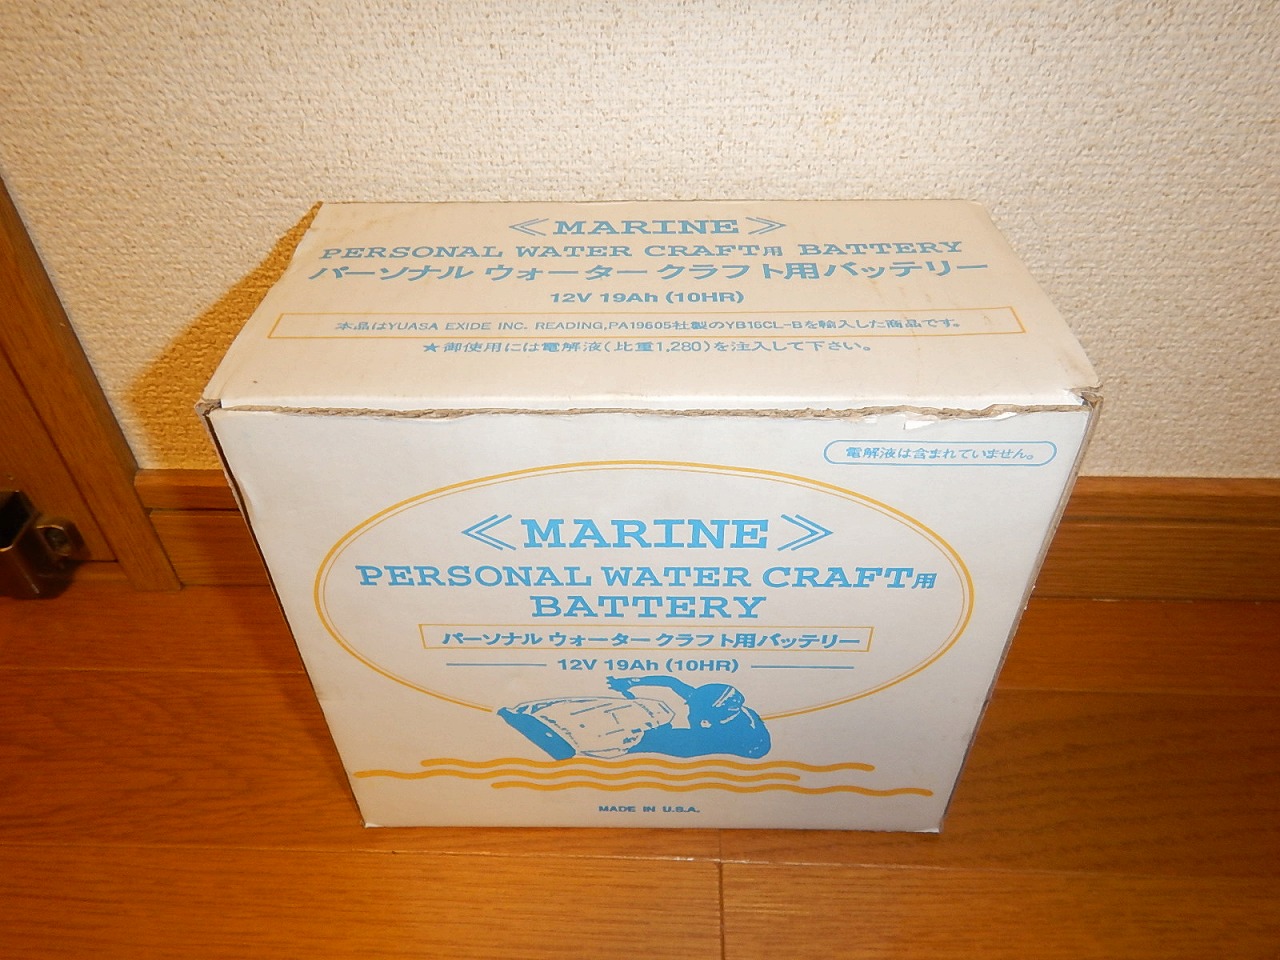 ≪MARINE≫
PERSONAL WATER CRAFT用 BATTERY
パーソナル ウォーター クラフト用バッテリー
12V 19Ah (10HR)
本品はYUASA EXIDE INC. READING,PA19605社製のYB16CL-Bを輸入した商品です。
★御使用には電解液(比重1,280)を注入して下さい。
電解液は含まれていません。
≪MARINE≫
PERSONAL WATER CRAFT用
BATTERY
パーソナル ウォーター クラフト用バッテリー
12V 19Ah (10HR)
MADE IN U.S.A.